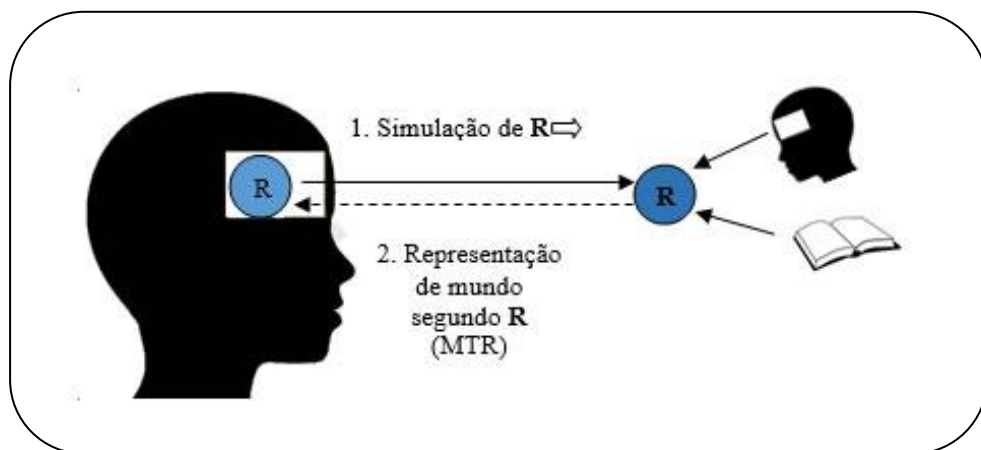 1. Simulação de R⇨
R
R
2. Representação
de mundo
segundo R
(MTR)